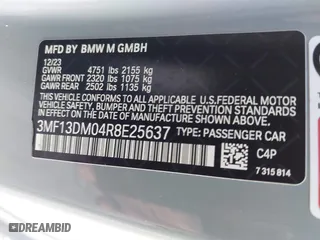 MFD BY BMW M GMBH
12/23
GVWR 4751 lbs 2155 kg
GAWR FRONT 2320 lbs 1075 kg
GAWR REAR 2502 lbs 1135 kg
THIS VEHICLE CONFORMS TO ALL APPLICABLE U.S. FEDERAL MOTOR
VEHICLE SAFETY, BUMPER, AND THEFT PREVENTION STANDARDS IN
EFFECT ON THE DATE OF MANUFACTURE SHOWN ABOVE.
3MF13DM04R8E25637 TYPE: PASSENGER CAR
C4P
7 315 814
© DREAMBID
DREAMBID.COM